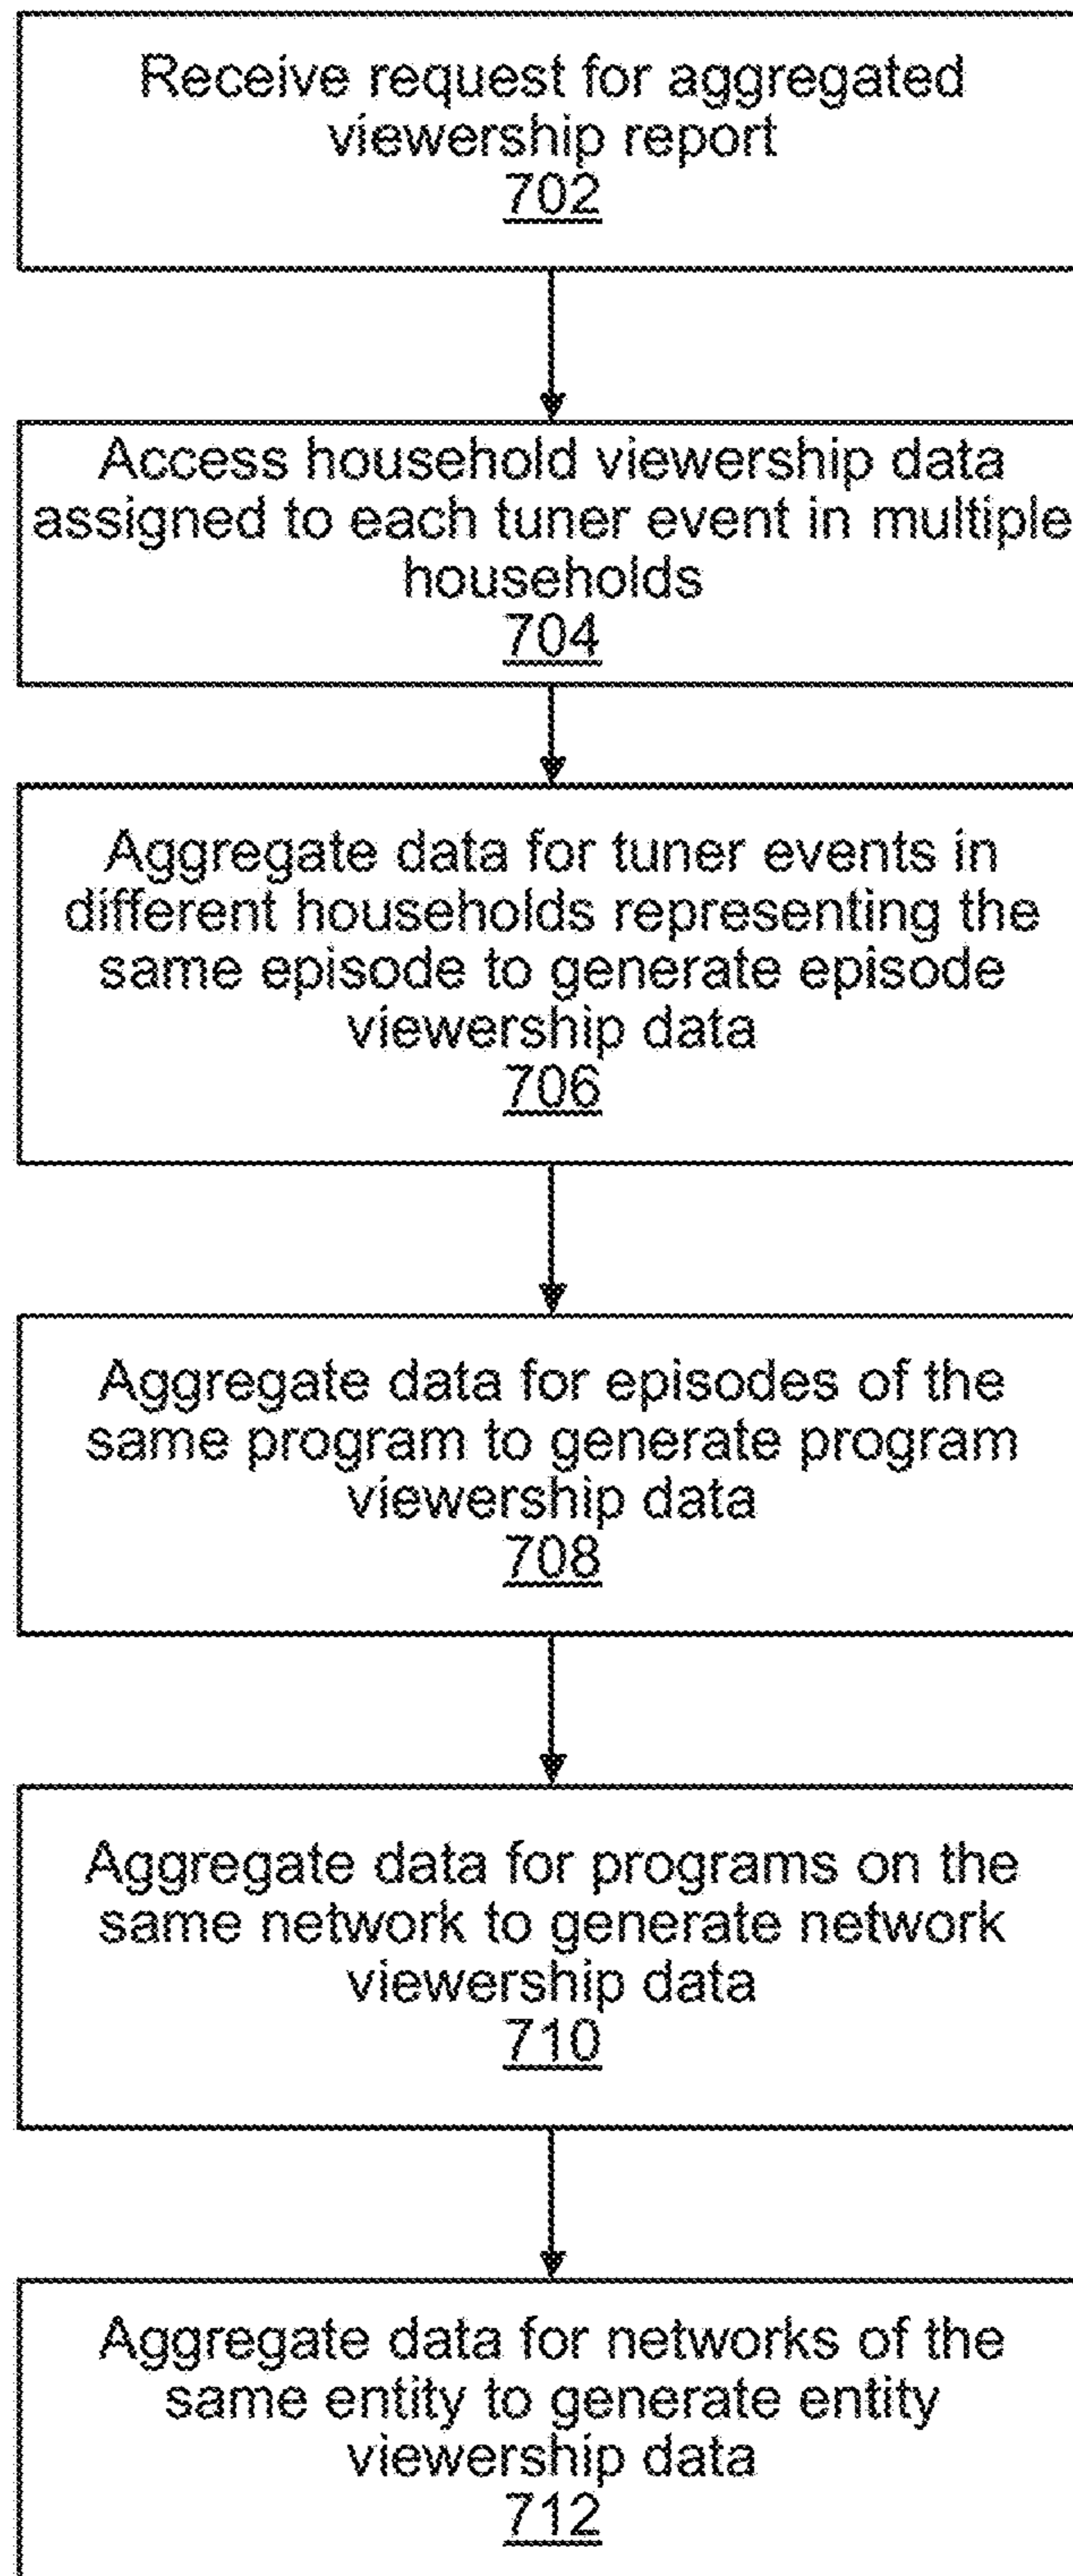 Receive request for aggregated
viewership report
702
Access household viewership data
assigned to each tuner event in multiple
households
704
Aggregate data for tuner events in
different households representing the
same episode to generate episode
viewership data
706
Aggregate data for episodes of the
same program to generate program
viewership data
708
Aggregate data for programs on the
same network to generate network
viewership data
710
Aggregate data for networks of the
same entity to generate entity
viewership data
712